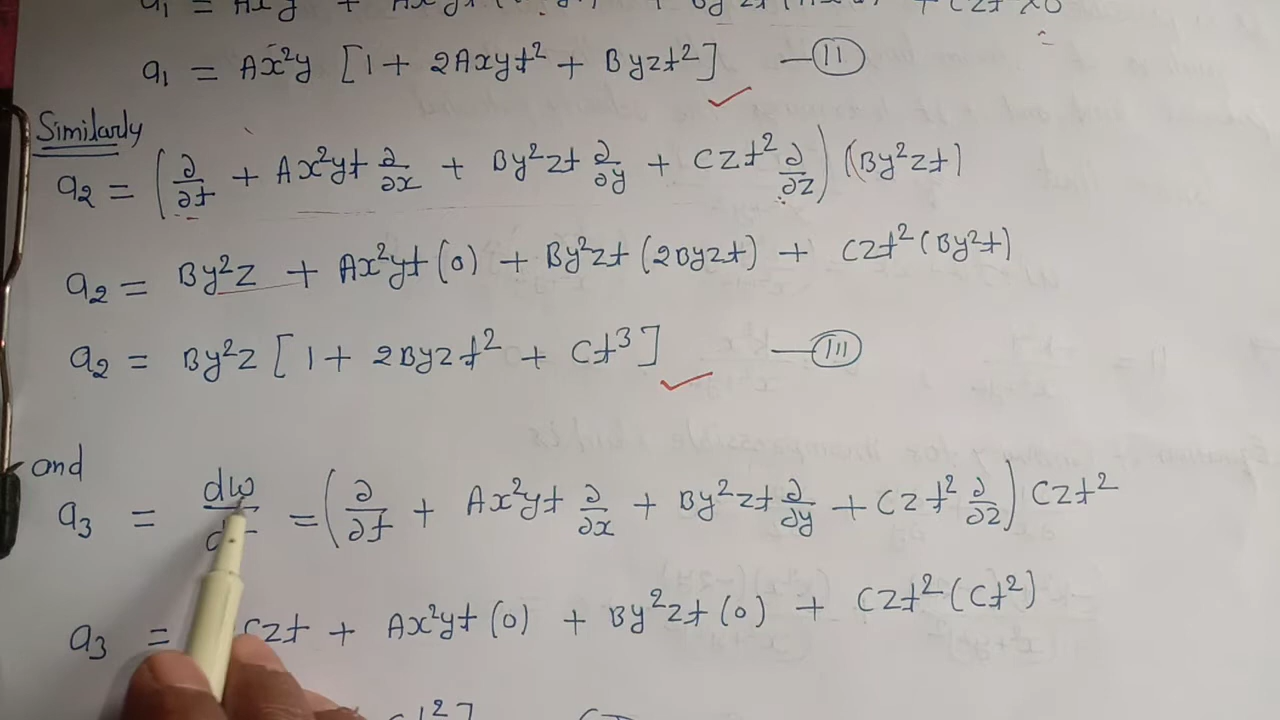 a₁ = Ax²y [1 + 2Axyt² + Byzt²] — (II)
Similarly
a₂ = (∂/∂t + Ax²yt ∂/∂x + By²zt ∂/∂y + Czt² ∂/∂z) (By²zt)
a₂ = By²z + Ax²yt (0) + By²zt (2Byzt) + Czt² (By²t)
a₂ = By²z [1 + 2Byzt² + Ct³] — (III)
and
a₃ = dw/dt = (∂/∂t + Ax²yt ∂/∂x + By²zt ∂/∂y + Czt² ∂/∂z) Czt²
a₃ = Czt + Ax²yt (0) + By²zt (0) + Czt² (Ct²)